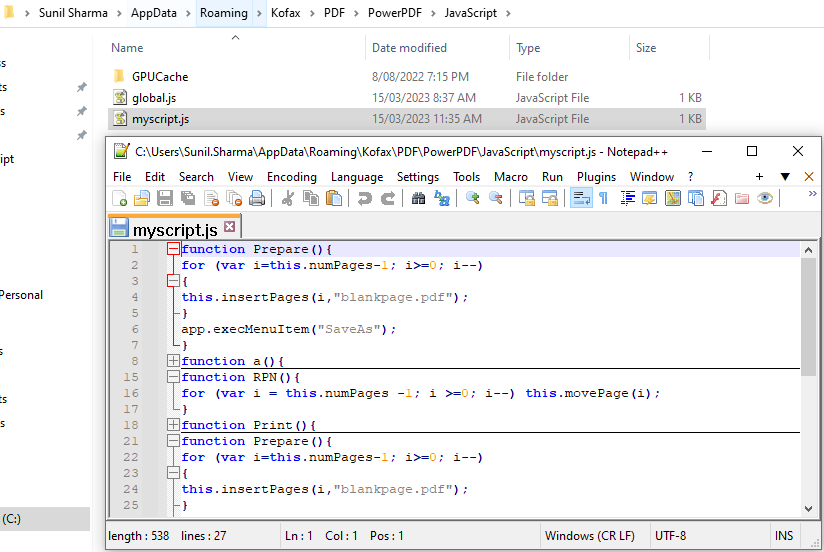 Sunil Sharma > AppData > Roaming > Kofax > PDF > PowerPDF > JavaScript >
Name Date modified Type Size
GPUCache 8/08/2022 7:15 PM File folder
global.js 15/03/2023 8:37 AM JavaScript File 1 KB
myscript.js 15/03/2023 11:35 AM JavaScript File 1 KB
ss
ts
s
ipt
Personal
s
ts
s
(C:)
C:\Users\Sunil.Sharma\AppData\Roaming\Kofax\PDF\PowerPDF\JavaScript\myscript.js - Notepad++
File Edit Search View Encoding Language Settings Tools Macro Run Plugins Window ? + ▼ X
myscript.js
1 function Prepare(){
2 for (var i=this.numPages-1; i>=0; i--)
3 {
4 this.insertPages(i,"blankpage.pdf");
5 }
6 app.execMenuItem("SaveAs");
7 }
8 function a(){
15 function RPN(){
16 for (var i = this.numPages -1; i >=0; i--) this.movePage(i);
17 }
18 function Print(){
21 function Prepare(){
22 for (var i=this.numPages-1; i>=0; i--)
23 {
24 this.insertPages(i,"blankpage.pdf");
25 }
length : 538 lines : 27 Ln : 1 Col : 1 Pos : 1 Windows (CR LF) UTF-8 INS